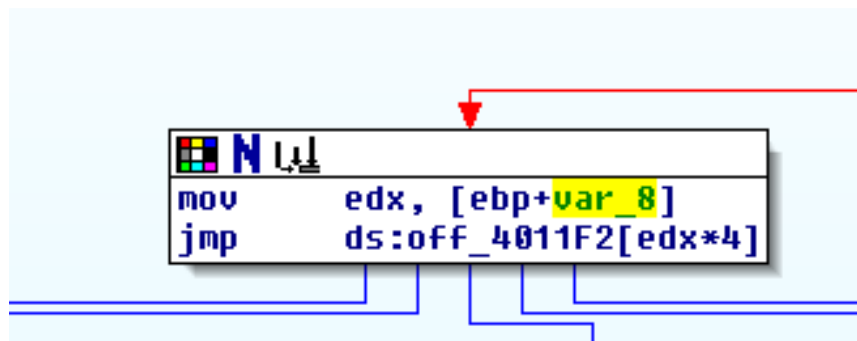 N
mov edx, [ebp+var_8]
jmp ds:off_4011F2[edx*4]